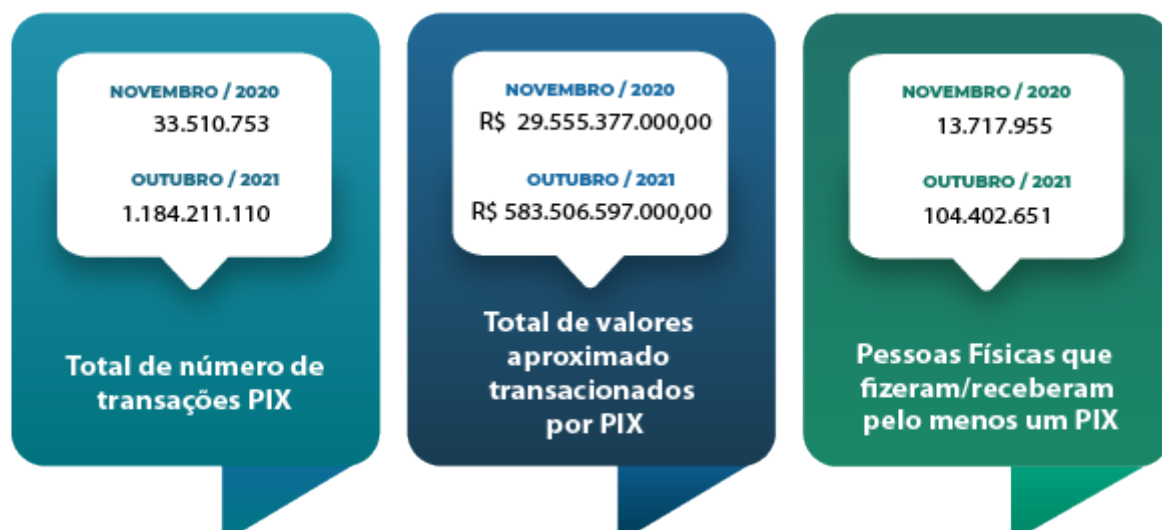 NOVEMBRO / 2020
33.510.753
OUTUBRO / 2021
1.184.211.110
Total de número de
transações PIX
NOVEMBRO / 2020
R$ 29.555.377.000,00
OUTUBRO / 2021
R$ 583.506.597.000,00
Total de valores
aproximado
transacionados
por PIX
NOVEMBRO / 2020
13.717.955
OUTUBRO / 2021
104.402.651
Pessoas Físicas que
fizeram/receberam
pelo menos um PIX